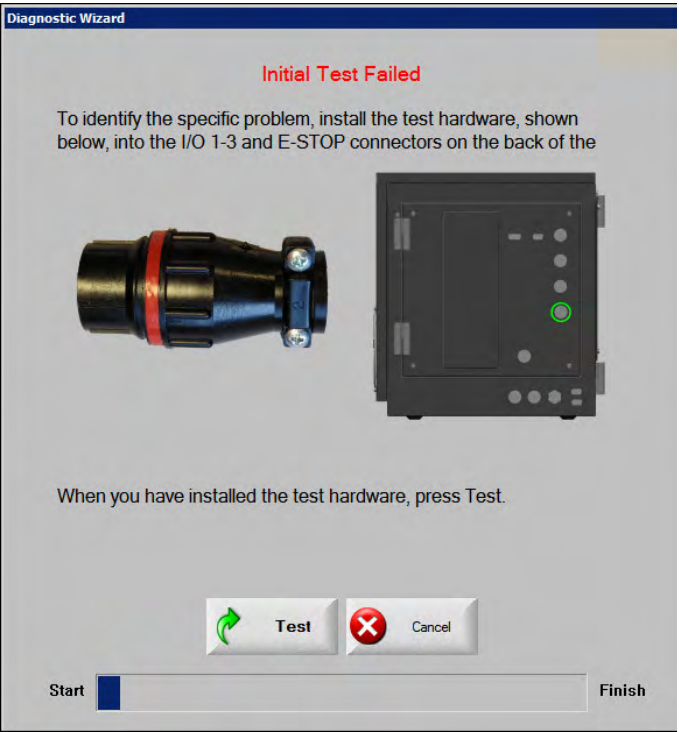 Diagnostic Wizard
Initial Test Failed
To identify the specific problem, install the test hardware, shown
below, into the I/O 1-3 and E-STOP connectors on the back of the
When you have installed the test hardware, press Test.
Test
Cancel
Start
Finish